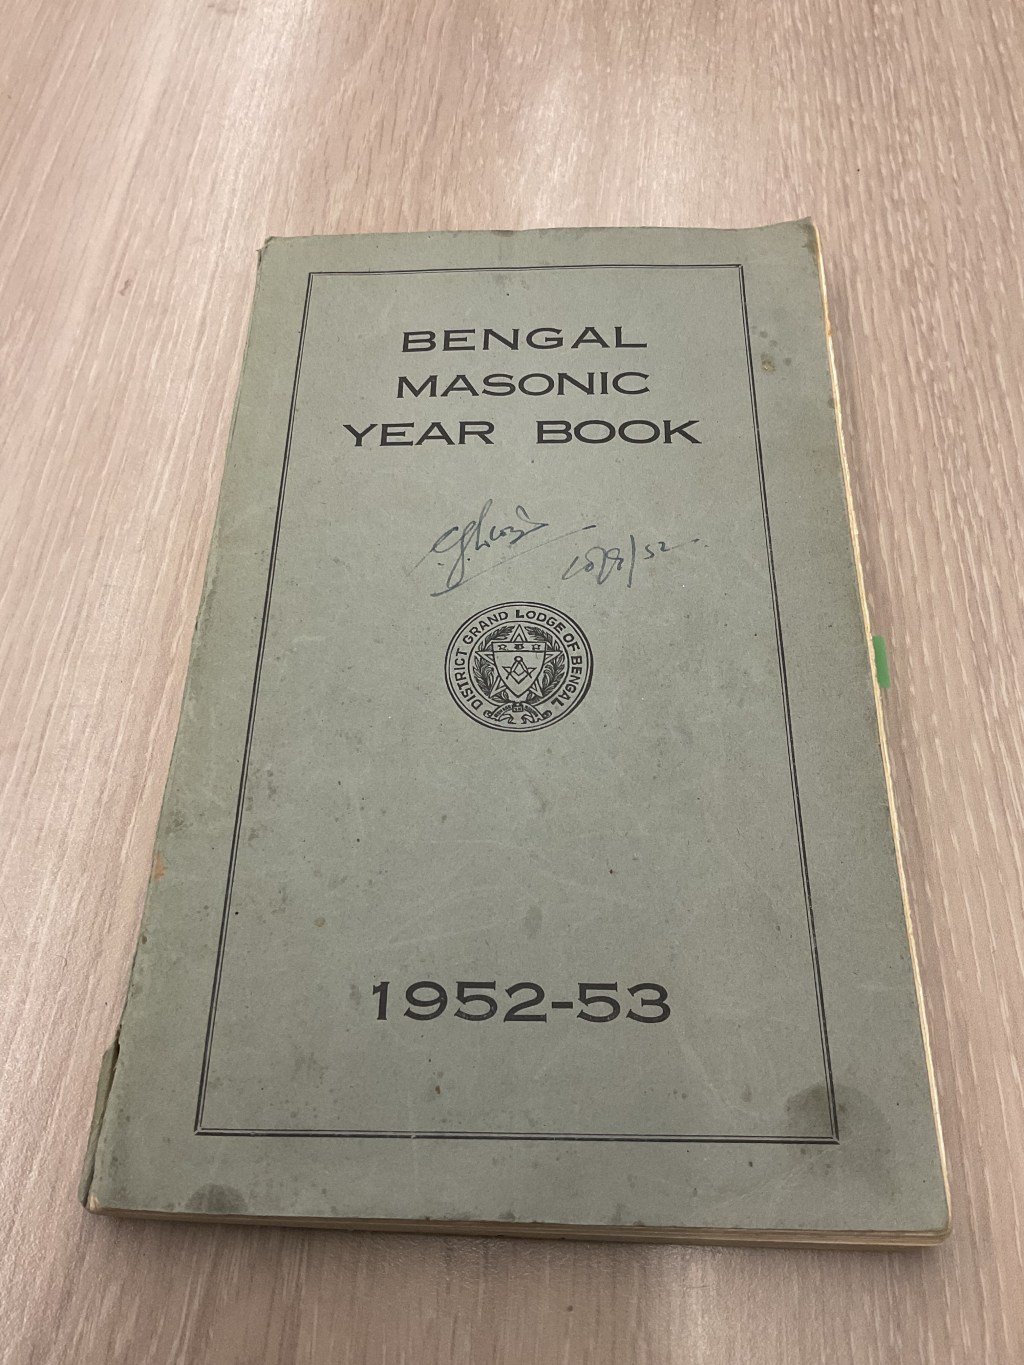 BENGAL
MASONIC
YEAR BOOK
DISTRICT GRAND LODGE OF BENGAL
1952-53